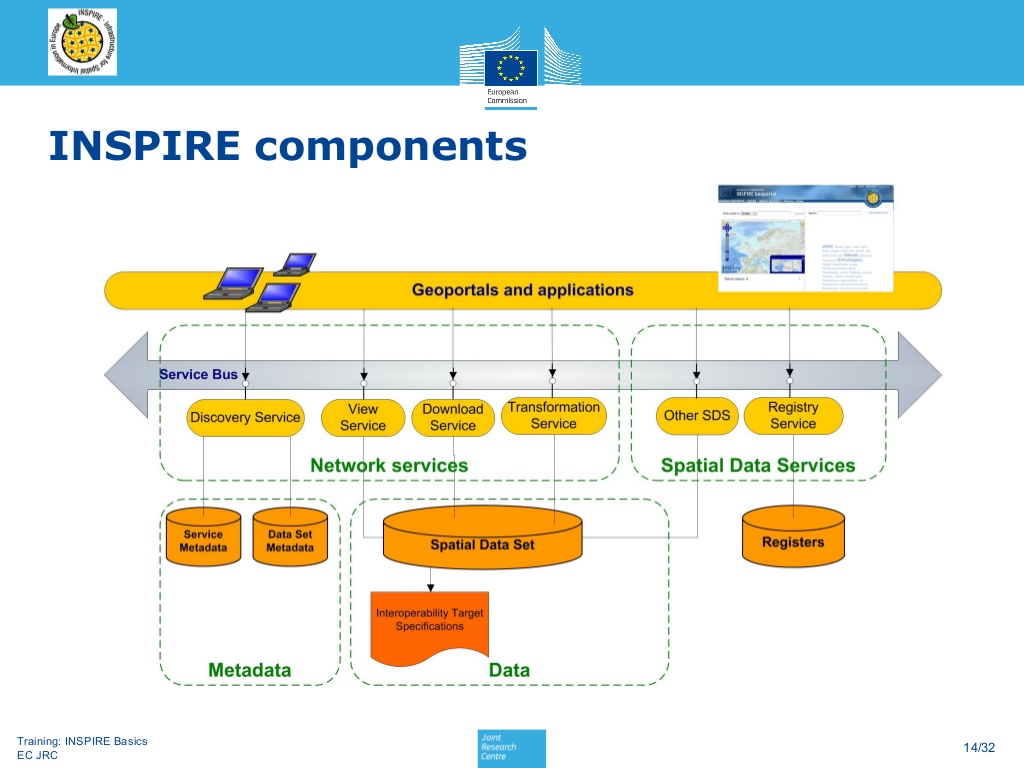 INSPIRE - Infrastructure for Spatial Information in Europe
European
Commission
INSPIRE components
INSPIRE Geoportal
Geoportals and applications
Service Bus
Discovery Service
View
Service
Download
Service
Transformation
Service
Other SDS
Registry
Service
Network services
Spatial Data Services
Service
Metadata
Data Set
Metadata
Spatial Data Set
Registers
Interoperability Target
Specifications
Metadata
Data
Training: INSPIRE Basics
EC JRC
Joint
Research
Centre
14/32